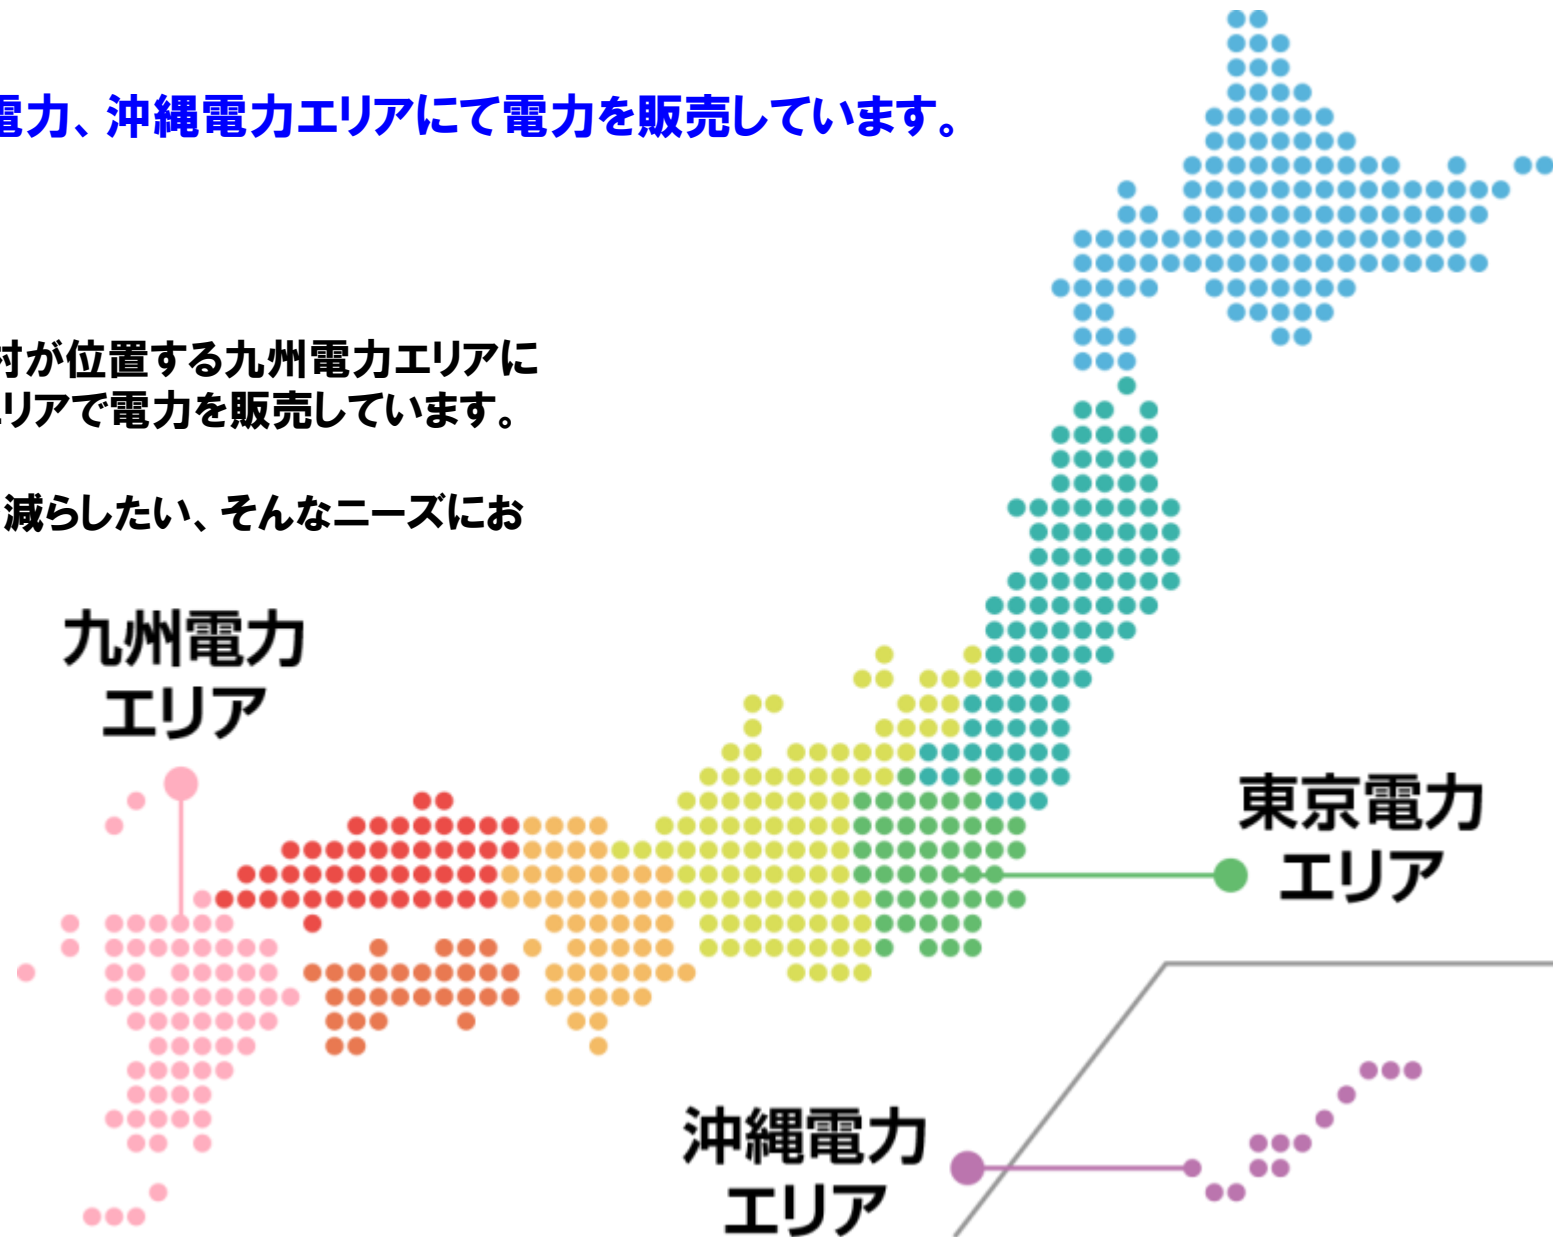 電力、沖縄電力エリアにて電力を販売しています。
村が位置する九州電力エリアに
エリアで電力を販売しています。
減らしたい、そんなニーズにお
九州電力
エリア
東京電力
エリア
沖縄電力
エリア